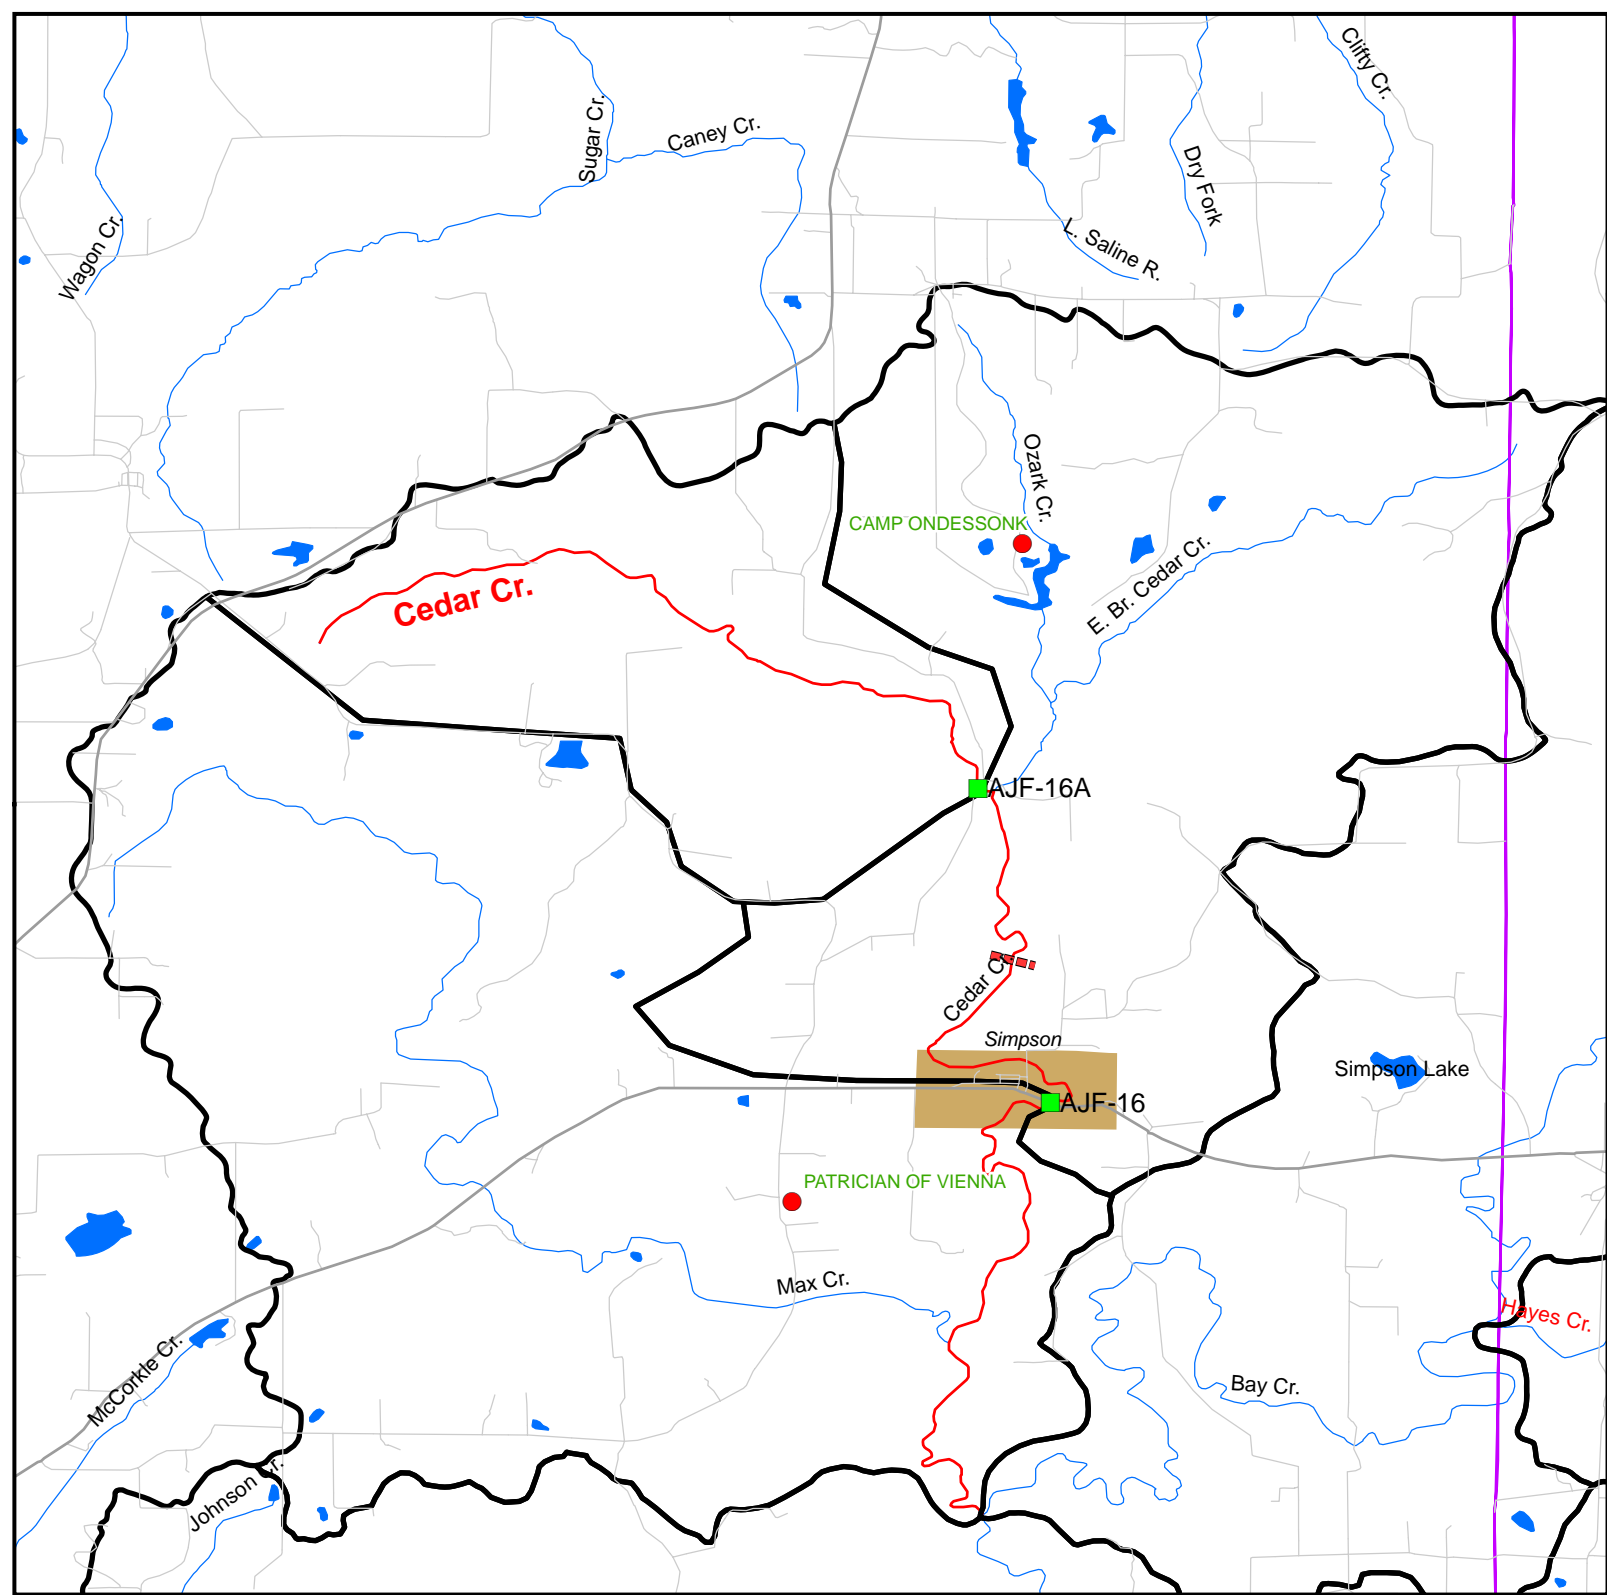 Clifty Cr.
Sugar Cr.
Caney Cr.
Dry Fork
Wagon Cr.
L. Saline R.
Ozark Cr.
CAMP ONDESSONK
E. Br. Cedar Cr.
Cedar Cr.
AJF-16A
Cedar Cr.
Simpson
Simpson Lake
AJF-16
PATRICIAN OF VIENNA
Max Cr.
Hayes Cr.
McCorkle Cr.
Bay Cr.
Johnson Cr.